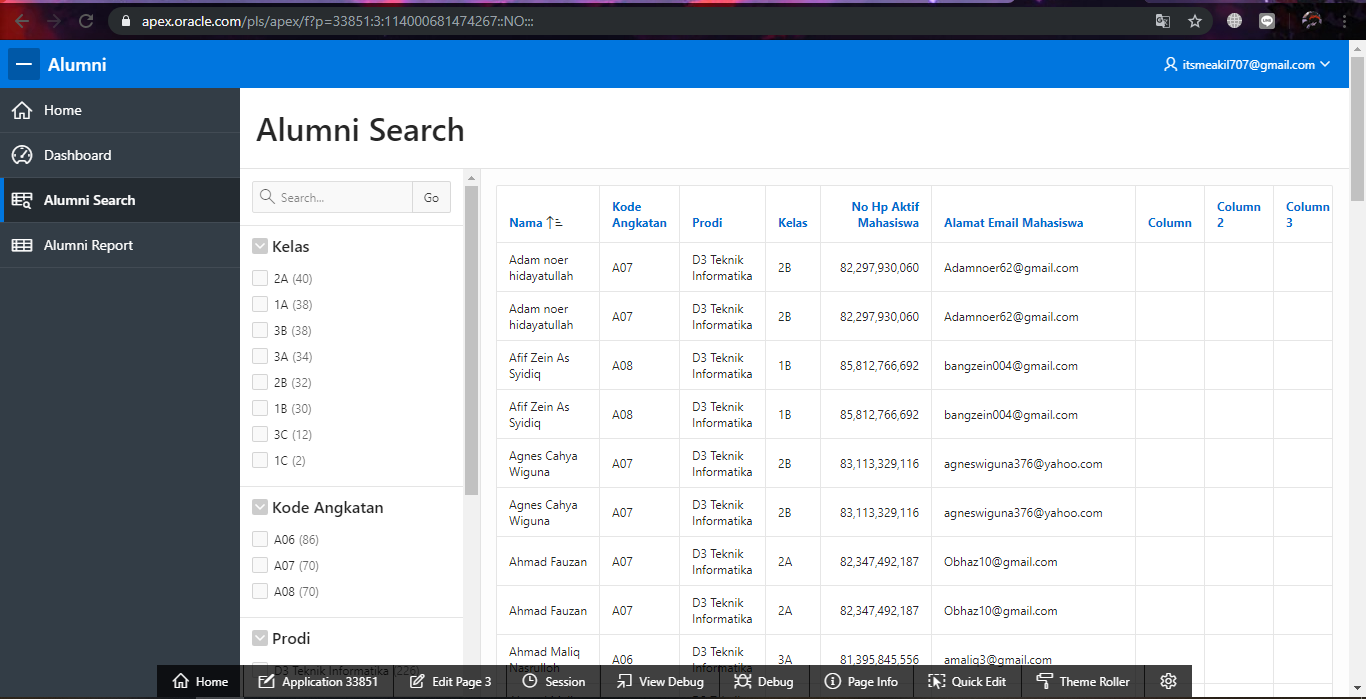 apex.oracle.com/pls/apex/f?p=33851:3:114000681474267::NO:::
Alumni
itsmeakil707@gmail.com
Home
Dashboard
Alumni Search
Alumni Report
Alumni Search
Search...
Go
Kelas
2A (40)
1A (38)
3B (38)
3A (34)
2B (32)
1B (30)
3C (12)
1C (2)
Kode Angkatan
A06 (86)
A07 (70)
A08 (70)
Prodi
D3 Teknik Informatika (226)
Nama
Kode
Angkatan
Prodi
Kelas
No Hp Aktif
Mahasiswa
Alamat Email Mahasiswa
Column
Column
2
Column
3
Adam noer
hidayatullah
A07
D3 Teknik
Informatika
2B
82,297,930,060
Adamnoer62@gmail.com
Adam noer
hidayatullah
A07
D3 Teknik
Informatika
2B
82,297,930,060
Adamnoer62@gmail.com
Afif Zein As
Syidiq
A08
D3 Teknik
Informatika
1B
85,812,766,692
bangzein004@gmail.com
Afif Zein As
Syidiq
A08
D3 Teknik
Informatika
1B
85,812,766,692
bangzein004@gmail.com
Agnes Cahya
Wiguna
A07
D3 Teknik
Informatika
2B
83,113,329,116
agneswiguna376@yahoo.com
Agnes Cahya
Wiguna
A07
D3 Teknik
Informatika
2B
83,113,329,116
agneswiguna376@yahoo.com
Ahmad Fauzan
A07
D3 Teknik
Informatika
2A
82,347,492,187
Obhaz10@gmail.com
Ahmad Fauzan
A07
D3 Teknik
Informatika
2A
82,347,492,187
Obhaz10@gmail.com
Ahmad Maliq
Nasrulloh
A06
D3 Teknik
Informatika
3A
81,395,845,556
amaliq3@gmail.com
Home
Application 33851
Edit Page 3
Session
View Debug
Debug
Page Info
Quick Edit
Theme Roller